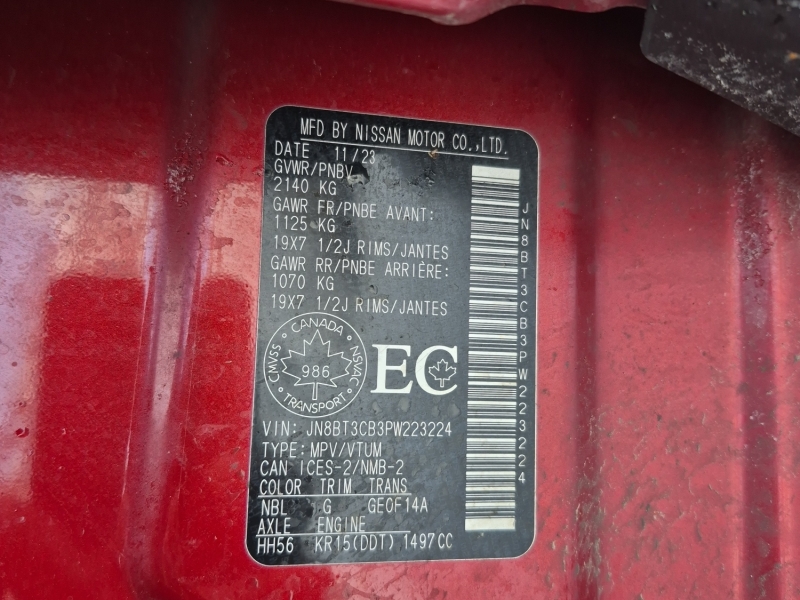 MFD BY NISSAN MOTOR CO.,LTD.
DATE 11/23
GVWR/PNBV
2140 KG
GAWR FR/PNBE AVANT:
1125 KG
19X7 1/2J RIMS/JANTES
GAWR RR/PNBE ARRIÈRE:
1070 KG
19X7 1/2J RIMS/JANTES
CANADA
CMVSS
NSVAC
986
TRANSPORT
EC
VIN: JN8BT3CB3PW223224
TYPE: MPV/VTUM
CAN ICES-2/NMB-2
COLOR TRIM TRANS
NBL G GE0F14A
AXLE ENGINE
HH56 KR15(DDT) 1497CC
JN8BT3CB3PW223224